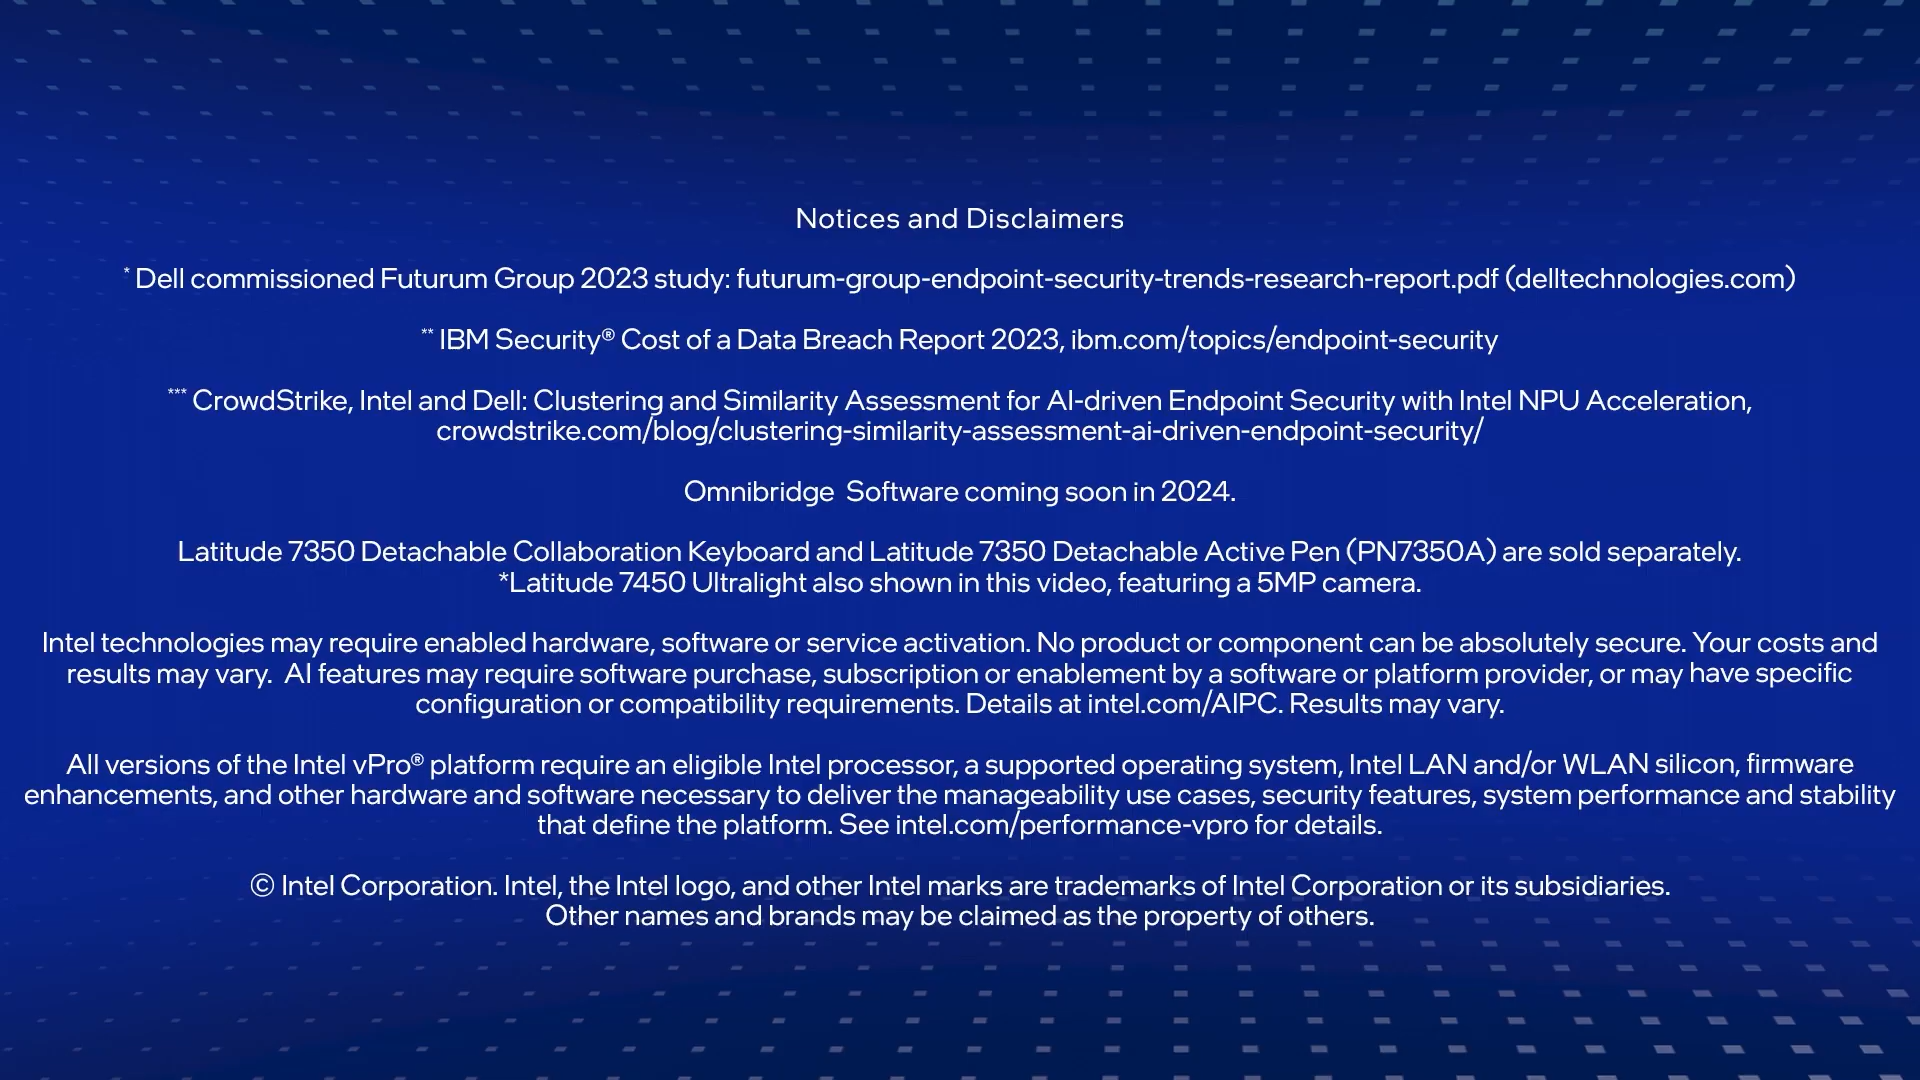 Notices and Disclaimers
* Dell commissioned Futurum Group 2023 study: futurum-group-endpoint-security-trends-research-report.pdf (delltechnologies.com)
** IBM Security® Cost of a Data Breach Report 2023, ibm.com/topics/endpoint-security
*** CrowdStrike, Intel and Dell: Clustering and Similarity Assessment for AI-driven Endpoint Security with Intel NPU Acceleration,
crowdstrike.com/blog/clustering-similarity-assessment-ai-driven-endpoint-security/
Omnibridge Software coming soon in 2024.
Latitude 7350 Detachable Collaboration Keyboard and Latitude 7350 Detachable Active Pen (PN7350A) are sold separately.
*Latitude 7450 Ultralight also shown in this video, featuring a 5MP camera.
Intel technologies may require enabled hardware, software or service activation. No product or component can be absolutely secure. Your costs and
results may vary. AI features may require software purchase, subscription or enablement by a software or platform provider, or may have specific
configuration or compatibility requirements. Details at intel.com/AIPC. Results may vary.
All versions of the Intel vPro® platform require an eligible Intel processor, a supported operating system, Intel LAN and/or WLAN silicon, firmware
enhancements, and other hardware and software necessary to deliver the manageability use cases, security features, system performance and stability
that define the platform. See intel.com/performance-vpro for details.
© Intel Corporation. Intel, the Intel logo, and other Intel marks are trademarks of Intel Corporation or its subsidiaries.
Other names and brands may be claimed as the property of others.